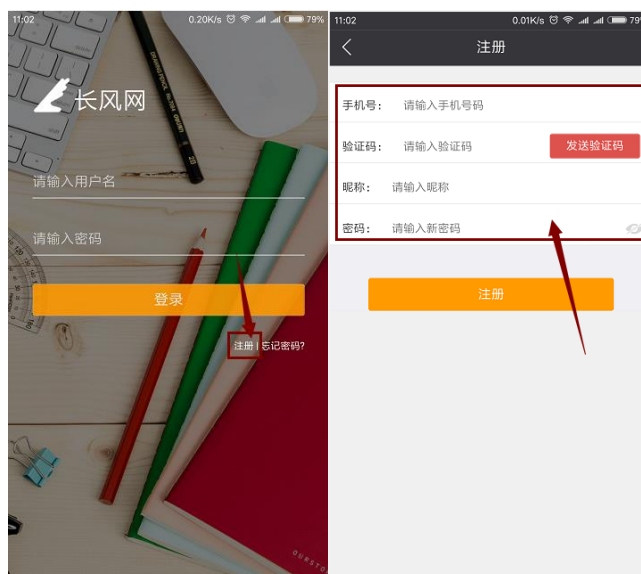 11:02
0.20K/s
79%
长风网
请输入用户名
请输入密码
登录
注册 | 忘记密码?
11:02
0.01K/s
79%
注册
手机号: 请输入手机号码
验证码: 请输入验证码 发送验证码
昵称: 请输入昵称
密码: 请输入新密码
注册